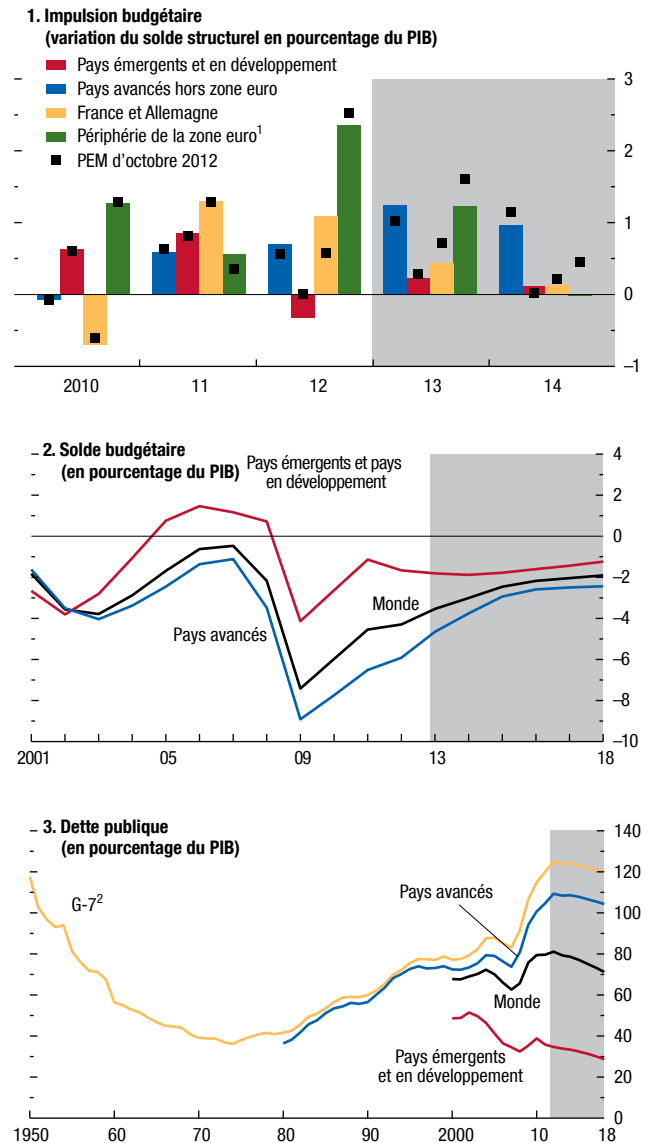 1. Impulsion budgétaire
(variation du solde structurel en pourcentage du PIB)
Pays émergents et en développement
Pays avancés hors zone euro
France et Allemagne
Périphérie de la zone euro1
PEM d'octobre 2012
3
2
1
0
–1
2010 11 12 13 14
2. Solde budgétaire
(en pourcentage du PIB)
Pays émergents et pays
en développement
Monde
Pays avancés
4
2
0
–2
–4
–6
–8
–10
2001 05 09 13 18
3. Dette publique
(en pourcentage du PIB)
G-72
Pays avancés
Monde
Pays émergents
et en développement
140
120
100
80
60
40
20
0
1950 60 70 80 90 2000 10 18